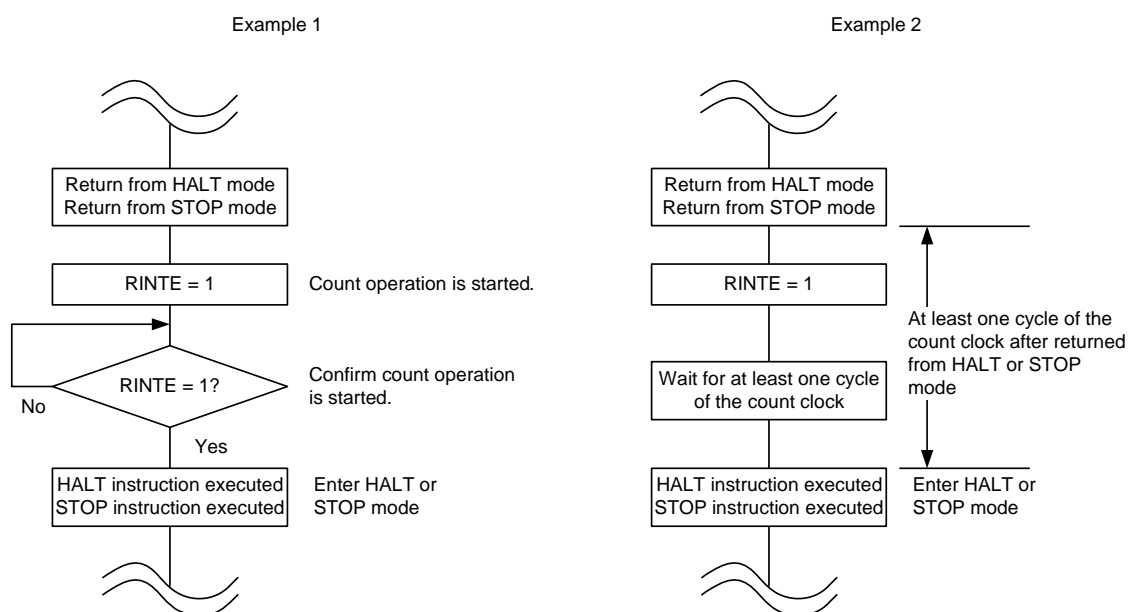 Example 1
Return from HALT mode
Return from STOP mode
RINTE = 1
Count operation is started.
RINTE = 1?
Confirm count operation
is started.
No
Yes
HALT instruction executed
STOP instruction executed
Enter HALT or
STOP mode
Example 2
Return from HALT mode
Return from STOP mode
RINTE = 1
At least one cycle of the
count clock after returned
from HALT or STOP
mode
Wait for at least one cycle
of the count clock
HALT instruction executed
STOP instruction executed
Enter HALT or
STOP mode